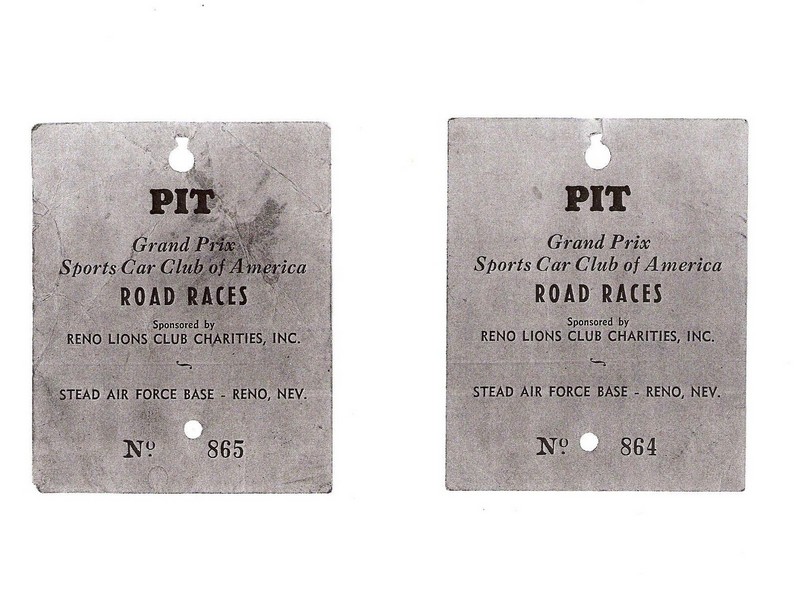 PIT
Grand Prix
Sports Car Club of America
ROAD RACES
Sponsored by
RENO LIONS CLUB CHARITIES, INC.
STEAD AIR FORCE BASE - RENO, NEV.
Nº 865
PIT
Grand Prix
Sports Car Club of America
ROAD RACES
Sponsored by
RENO LIONS CLUB CHARITIES, INC.
STEAD AIR FORCE BASE - RENO, NEV.
Nº 864